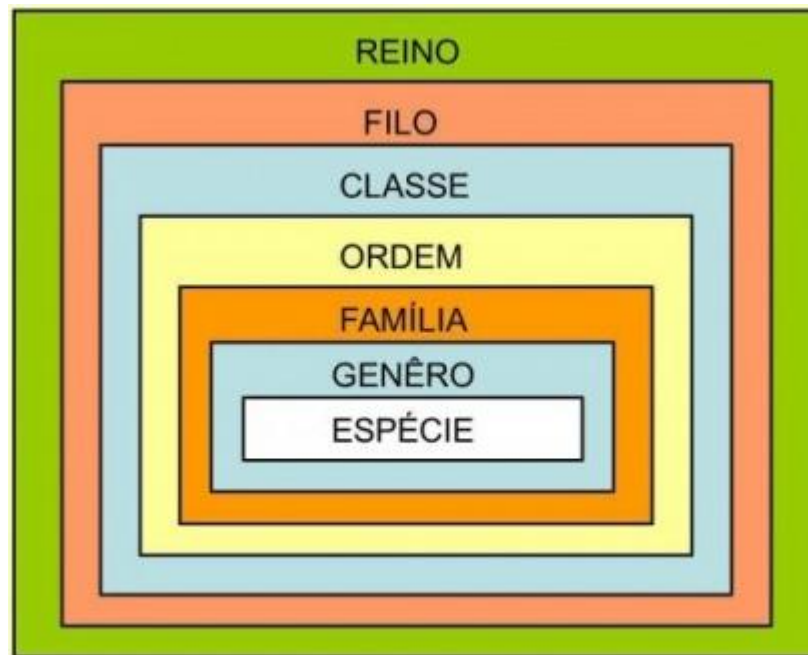 REINO
FILO
CLASSE
ORDEM
FAMÍLIA
GENÊRO
ESPÉCIE